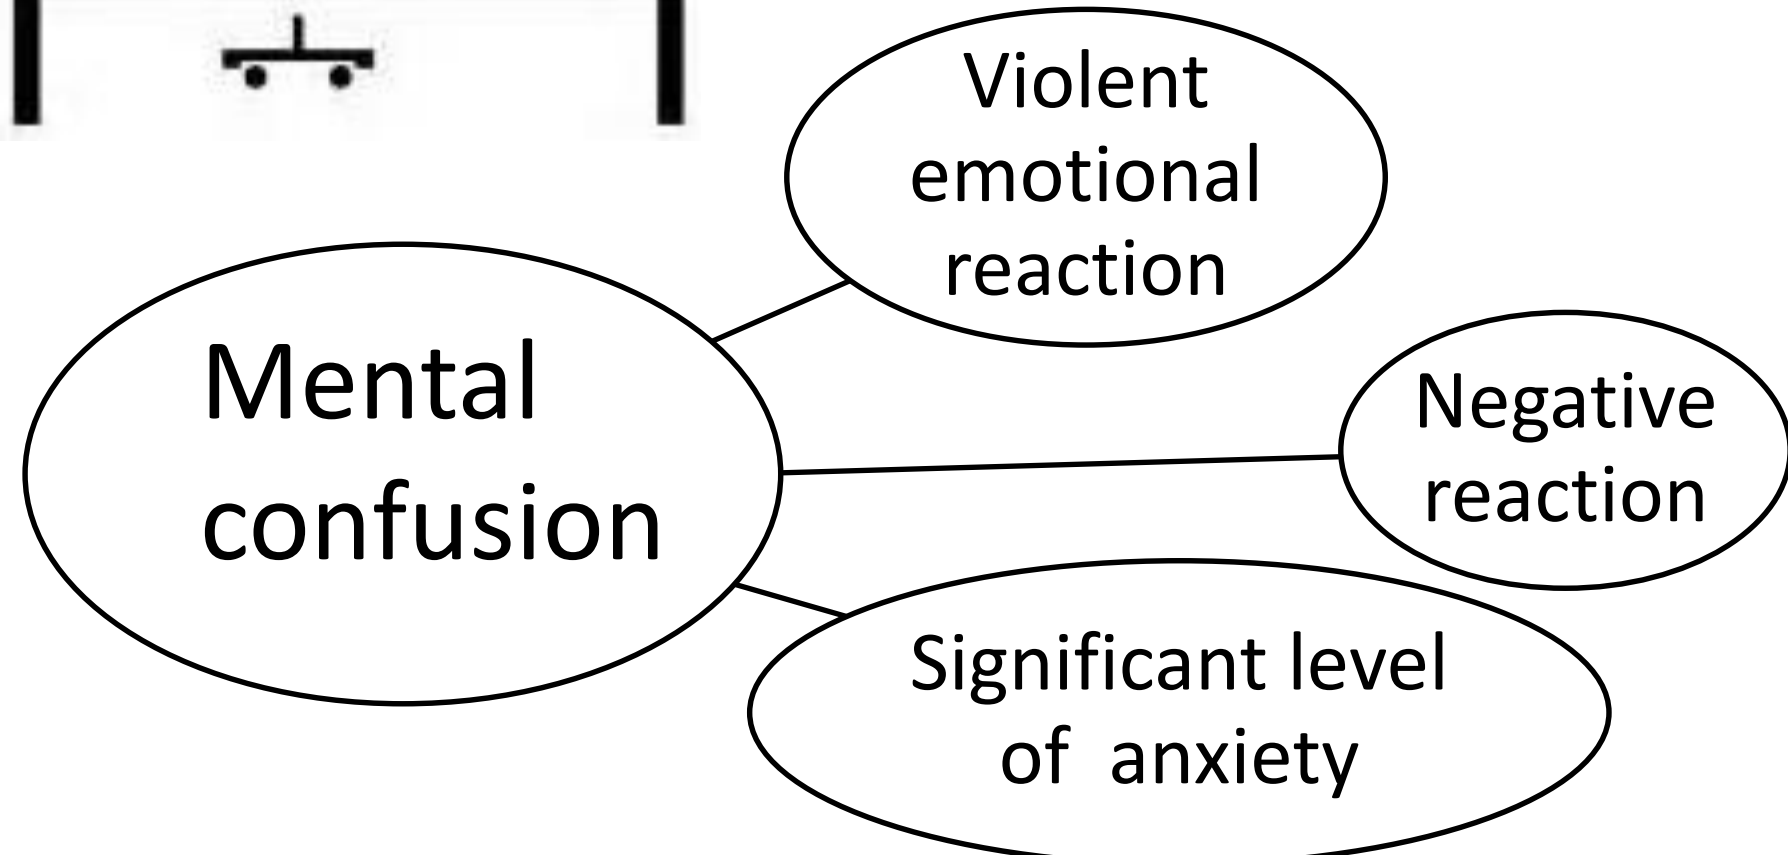 Violent
emotional
reaction
Mental
confusion
Negative
reaction
Significant level
of  anxiety